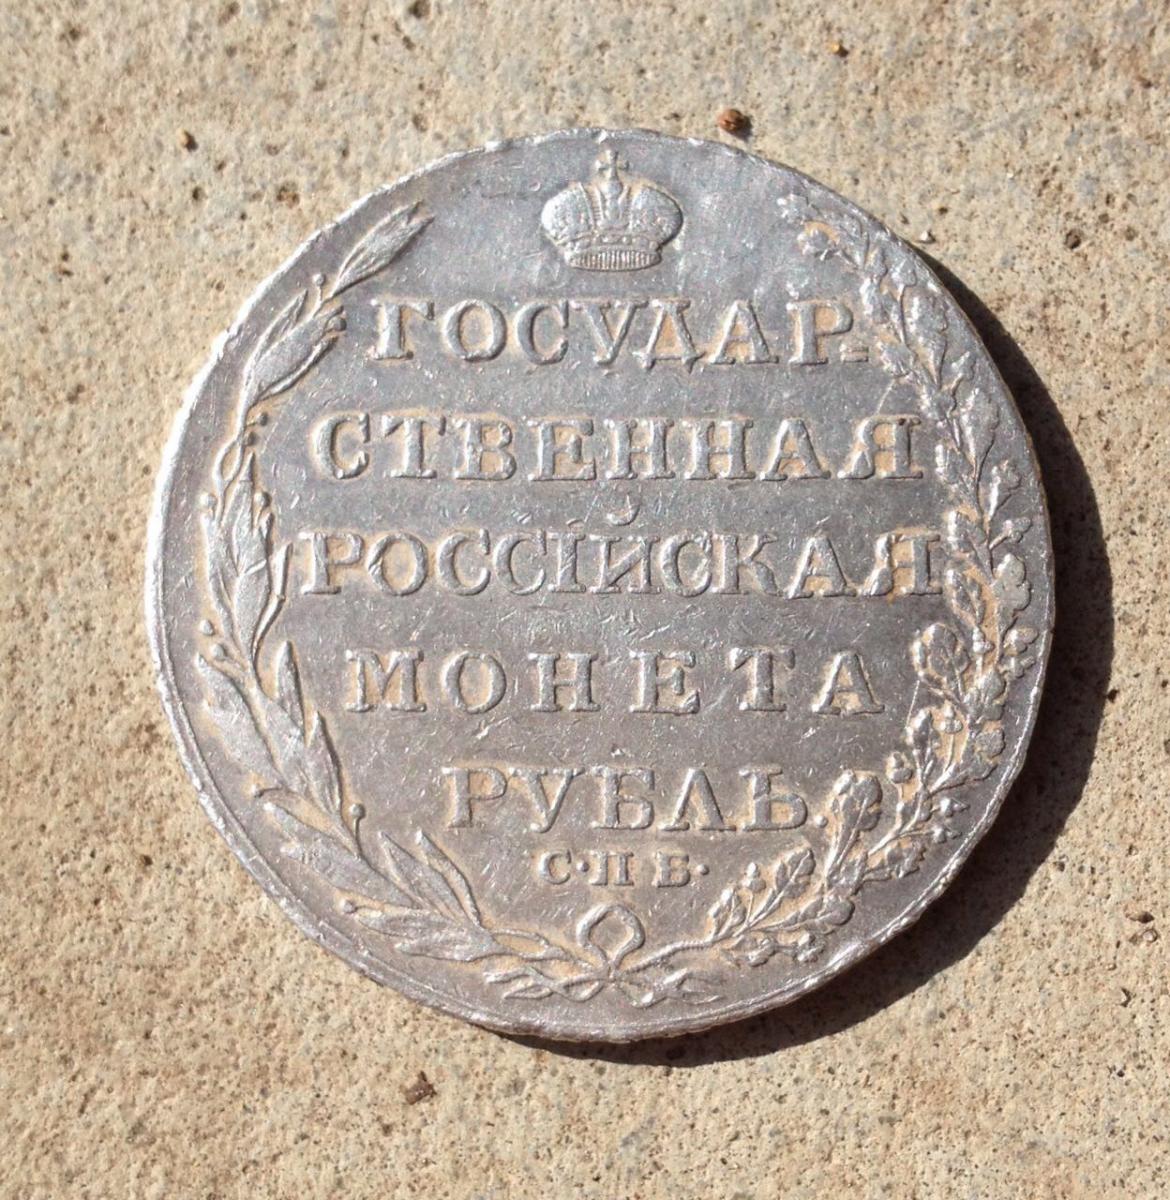 ГОСУДАР-
СТВЕННАЯ
РОССІЙСКАЯ
МОНЕТА
РУБЛЬ.
С·П Б·